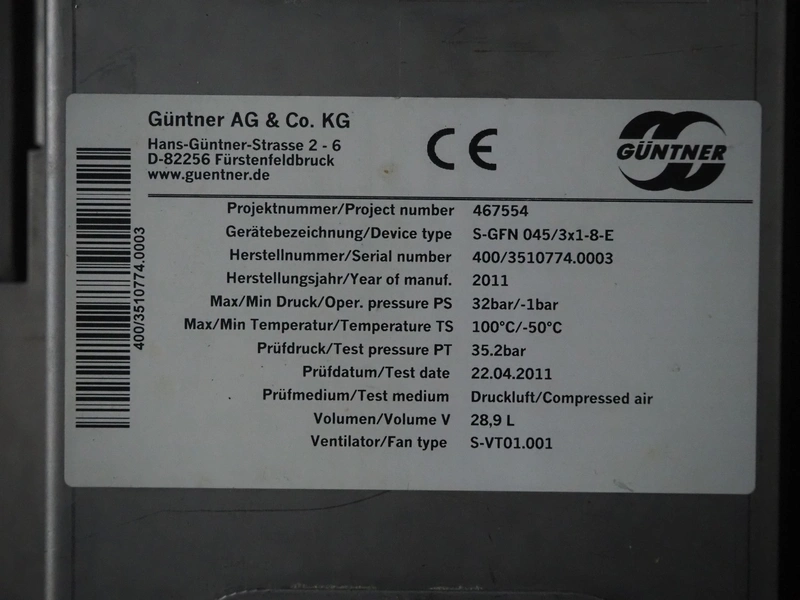 Güntner AG & Co. KG
Hans-Güntner-Strasse 2 - 6
D-82256 Fürstenfeldbruck
www.guentner.de
CE
GÜNTNER
400/3510774.0003
Projektnummer/Project number 467554
Gerätebezeichnung/Device type S-GFN 045/3x1-8-E
Herstellnummer/Serial number 400/3510774.0003
Herstellungsjahr/Year of manuf. 2011
Max/Min Druck/Oper. pressure PS 32bar/-1bar
Max/Min Temperatur/Temperature TS 100°C/-50°C
Prüfdruck/Test pressure PT 35.2bar
Prüfdatum/Test date 22.04.2011
Prüfmedium/Test medium Druckluft/Compressed air
Volumen/Volume V 28,9 L
Ventilator/Fan type S-VT01.001